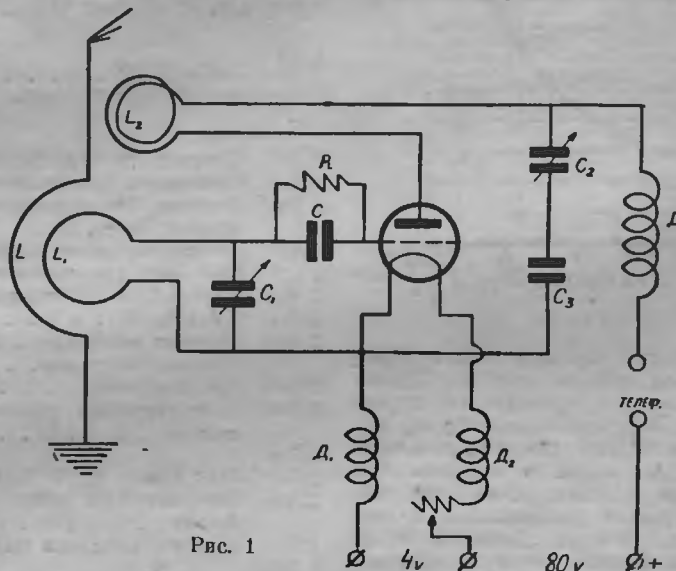 L₂
R
C
C₂
Д
L
L₁
C₁
C₃
ТЕЛЕФ.
Д₁
Д₂
Рис. 1
4v
80v
+